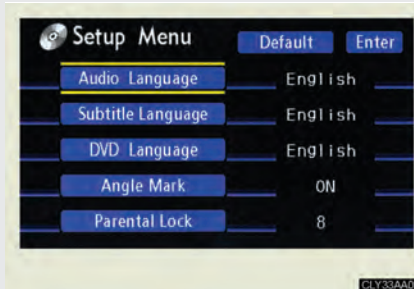 Setup Menu Default Enter
Audio Language English
Subtitle Language English
DVD Language English
Angle Mark ON
Parental Lock 8
CLY33AA0